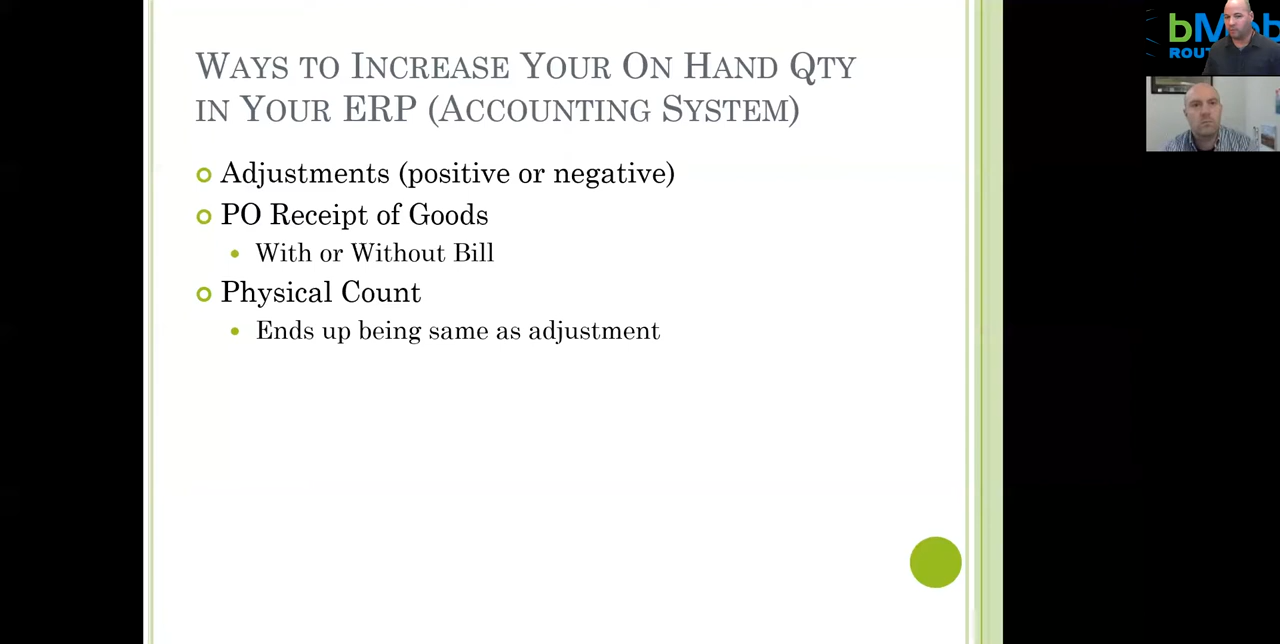 WAYS TO INCREASE YOUR ON HAND QTY
IN YOUR ERP (ACCOUNTING SYSTEM)
Adjustments (positive or negative)
PO Receipt of Goods
With or Without Bill
Physical Count
Ends up being same as adjustment